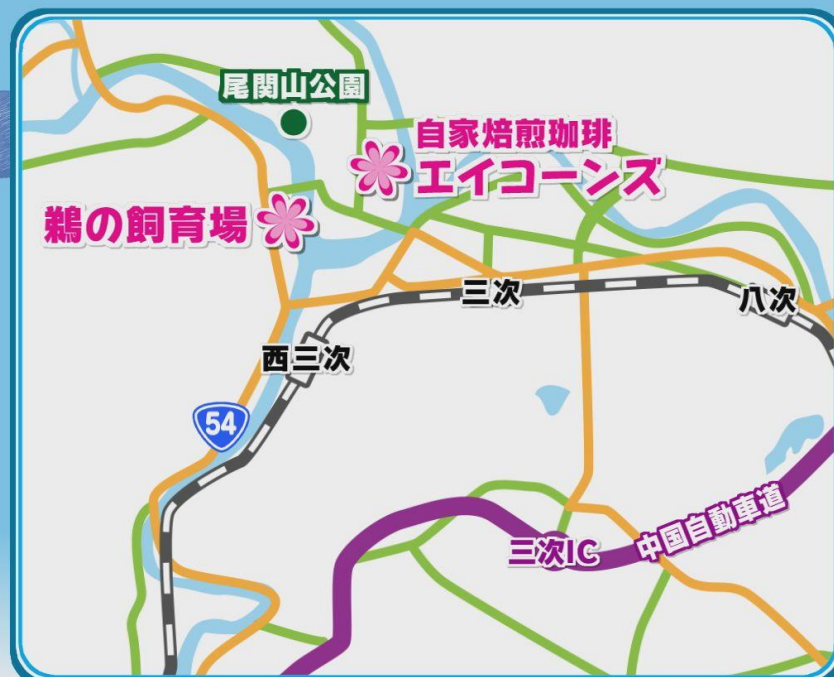 尾関山公園
自家焙煎珈琲
エイコーンズ
鵜の飼育場
三次
八次
西三次
54
三次IC
中国自動車道